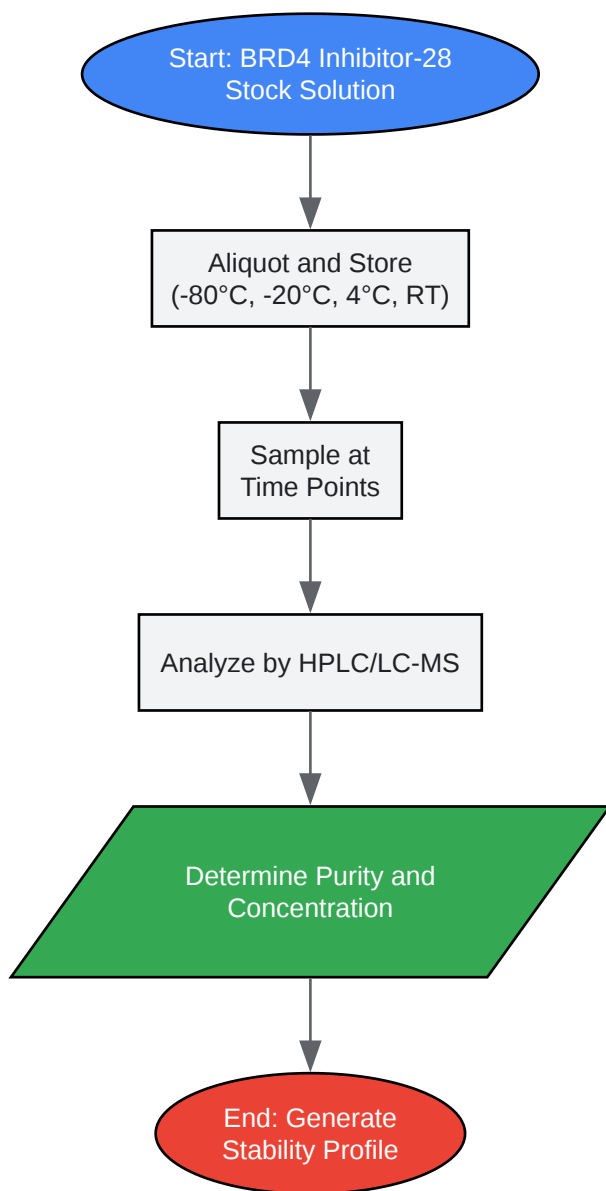 Start: BRD4 Inhibitor-28
Stock Solution
Aliquot and Store
(-80°C, -20°C, 4°C, RT)
Sample at
Time Points
Analyze by HPLC/LC-MS
Determine Purity and
Concentration
End: Generate
Stability Profile